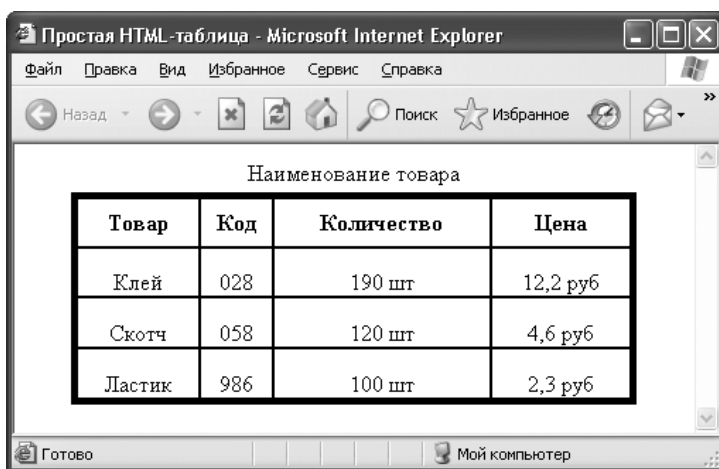 Простая HTML-таблица - Microsoft Internet Explorer
Файл Правка Вид Избранное Сервис Справка
Назад Поиск Избранное »
Наименование товара
Товар Код Количество Цена
Клей 028 190 шт 12,2 руб
Скотч 058 120 шт 4,6 руб
Ластик 986 100 шт 2,3 руб
Готово Мой компьютер